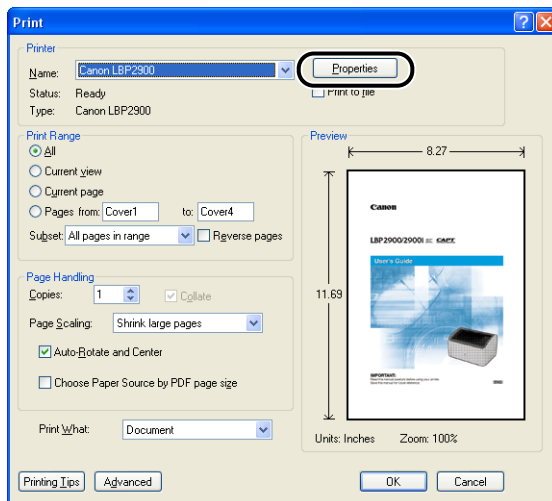 Print
Printer
Name: Canon LBP2900 Properties
Status: Ready Print to file
Type: Canon LBP2900
Print Range
All
Current view
Current page
Pages from: Cover1 to: Cover4
Subset: All pages in range Reverse pages
Page Handling
Copies: 1 Collate
Page Scaling: Shrink large pages
Auto-Rotate and Center
Choose Paper Source by PDF page size
Print What: Document
Preview
8.27
11.69
Canon
LBP2900/2900i CAPT
User's Guide
IMPORTANT:
Units: Inches Zoom: 100%
Printing Tips Advanced OK Cancel